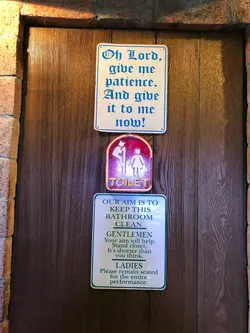 Oh Lord,
give me
patience.
And give
it to me
now!
TOILET
OUR AIM IS TO
KEEP THIS
BATHROOM
CLEAN
GENTLEMEN
Your aim will help.
Stand closer.
It's shorter than
you think.
LADIES
Please remain seated
for the entire
performance.